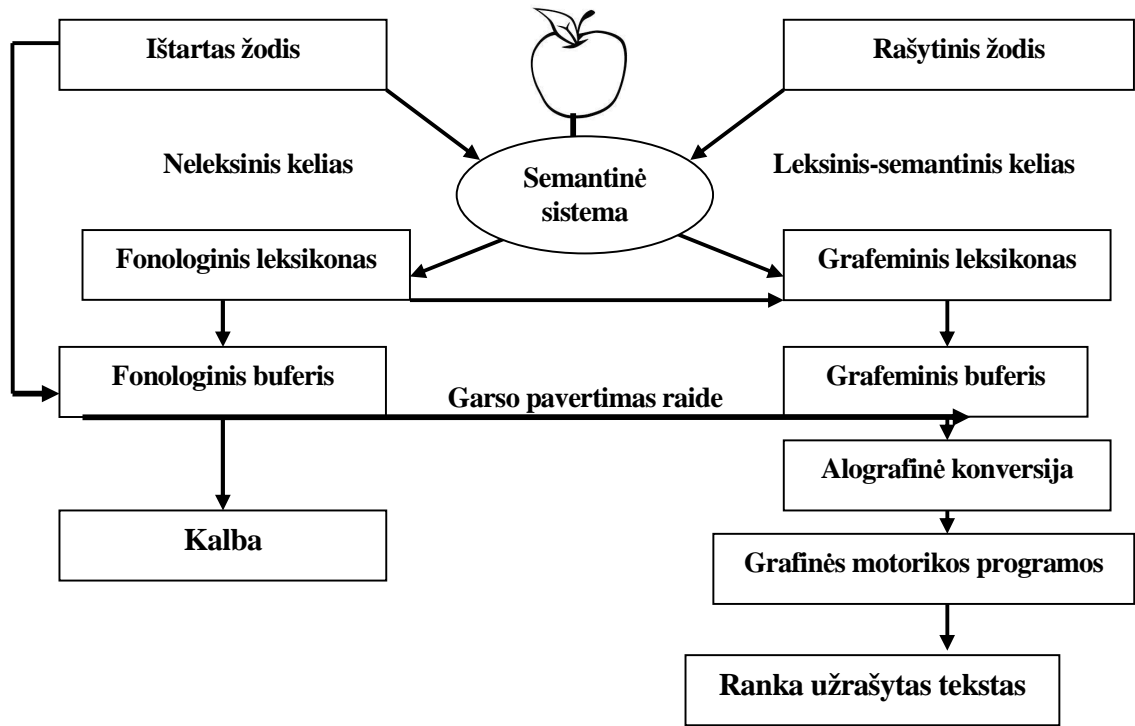 Ištartas žodis
Rašytinis žodis
Neleksinis kelias
Semantinė
sistema
Leksinis-semantinis kelias
Fonologinis leksikonas
Grafeminis leksikonas
Fonologinis buferis
Garso pavertimas raide
Grafeminis buferis
Alografinė konversija
Kalba
Grafinės motorikos programos
Ranka užrašytas tekstas